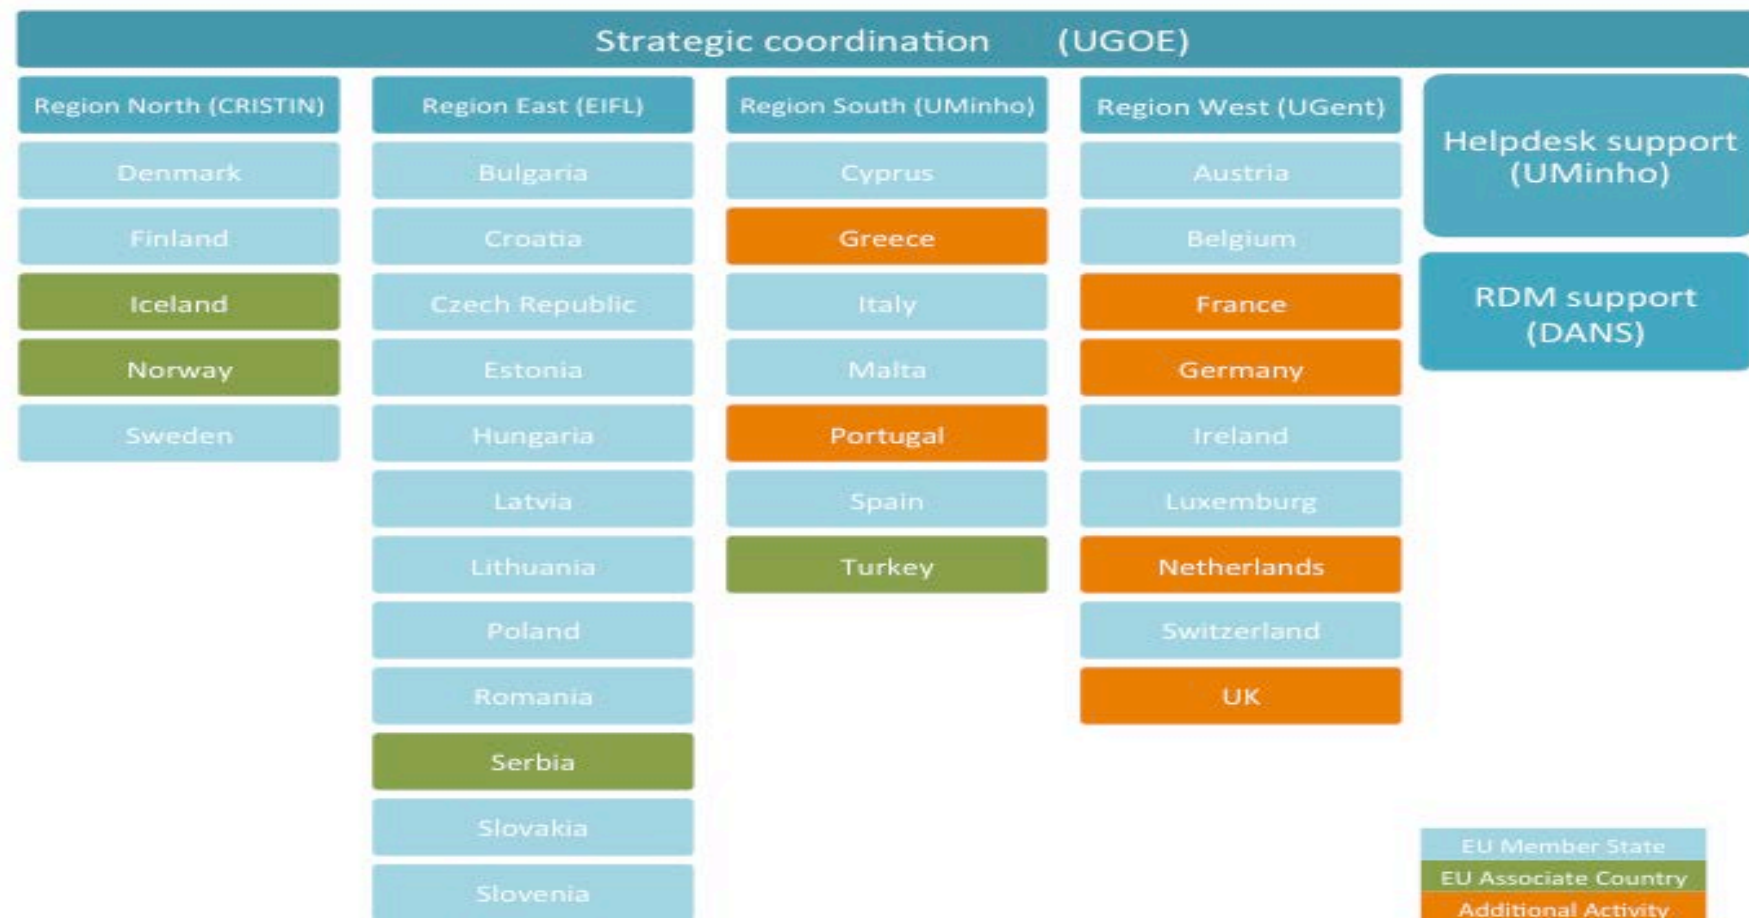 Strategic coordination (UGOE)
Region North (CRISTIN)
Denmark
Finland
Iceland
Norway
Sweden
Region East (EIFL)
Bulgaria
Croatia
Czech Republic
Estonia
Hungaria
Latvia
Lithuania
Poland
Romania
Serbia
Slovakia
Slovenia
Region South (UMinho)
Cyprus
Greece
Italy
Malta
Portugal
Spain
Turkey
Region West (UGent)
Austria
Belgium
France
Germany
Ireland
Luxemburg
Netherlands
Switzerland
UK
Helpdesk support
(UMinho)
RDM support
(DANS)
EU Member State
EU Associate Country
Additional Activity